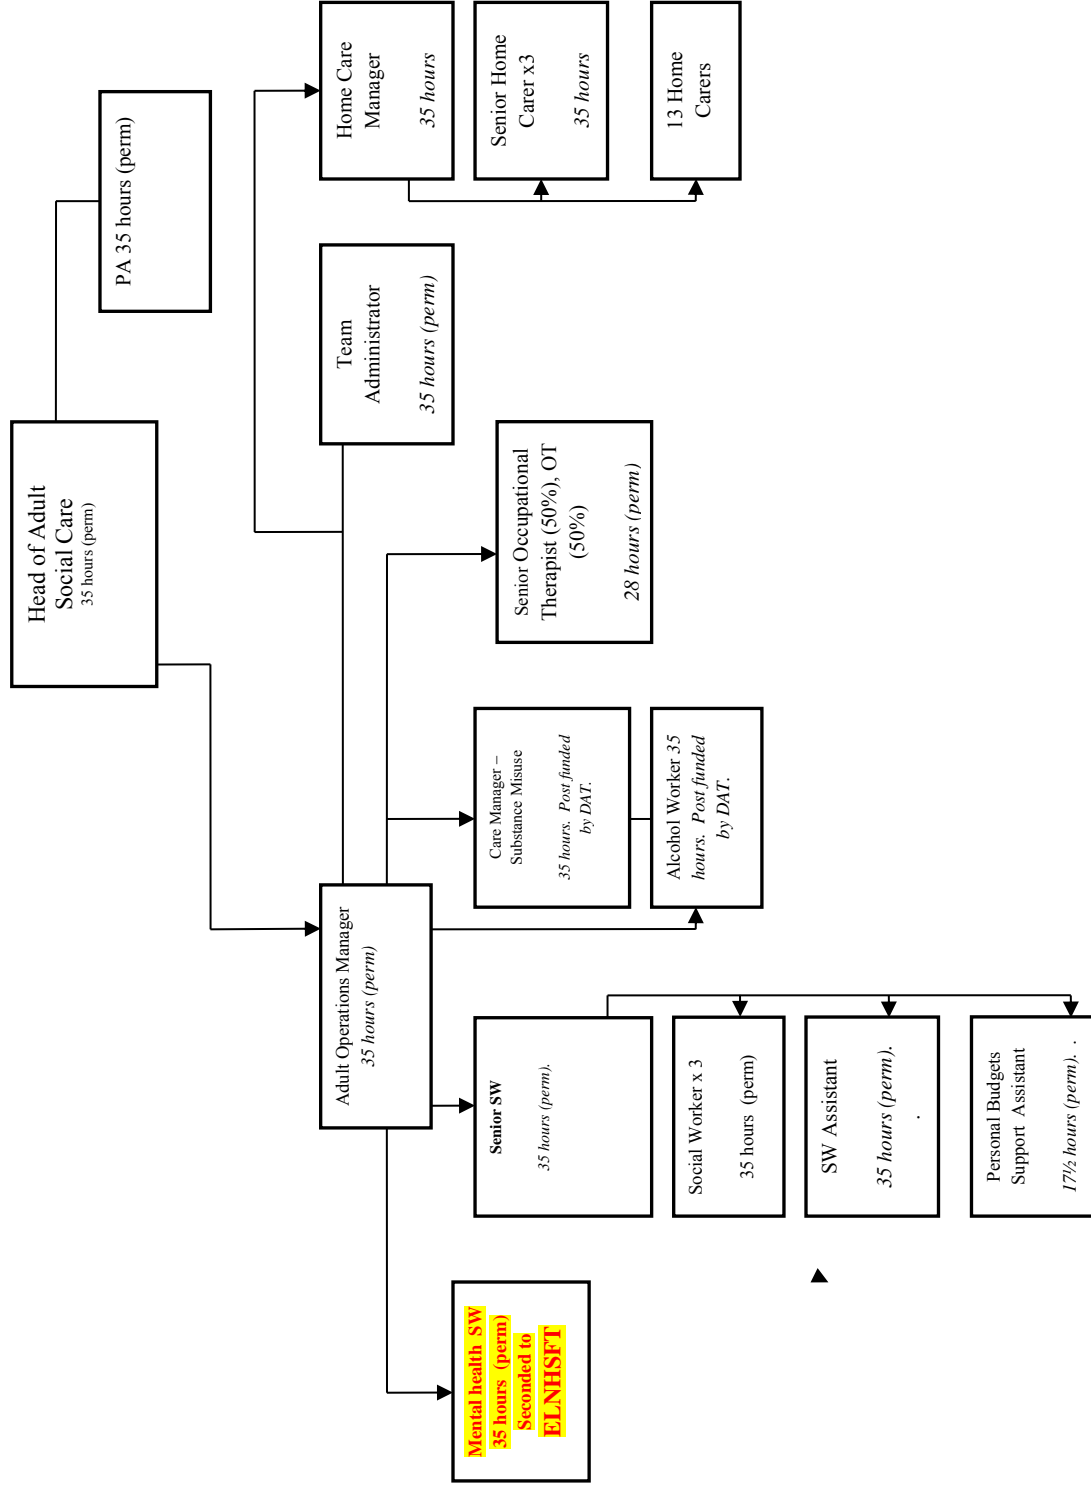 Head of Adult
Social Care
35 hours (perm)
PA 35 hours (perm)
Adult Operations Manager
35 hours (perm)
Team
Administrator
35 hours (perm)
Home Care
Manager
35 hours
Mental health SW
35 hours (perm)
Seconded to
ELNHSFT
Senior SW
35 hours (perm).
Care Manager –
Substance Misuse
35 hours. Post funded
by DAT.
Senior Occupational
Therapist (50%), OT
(50%)
28 hours (perm)
Senior Home
Carer x3
35 hours
Social Worker x 3
35 hours (perm)
Alcohol Worker 35
hours. Post funded
by DAT.
13 Home
Carers
SW Assistant
35 hours (perm).
.
Personal Budgets
Support Assistant
17½ hours (perm). .